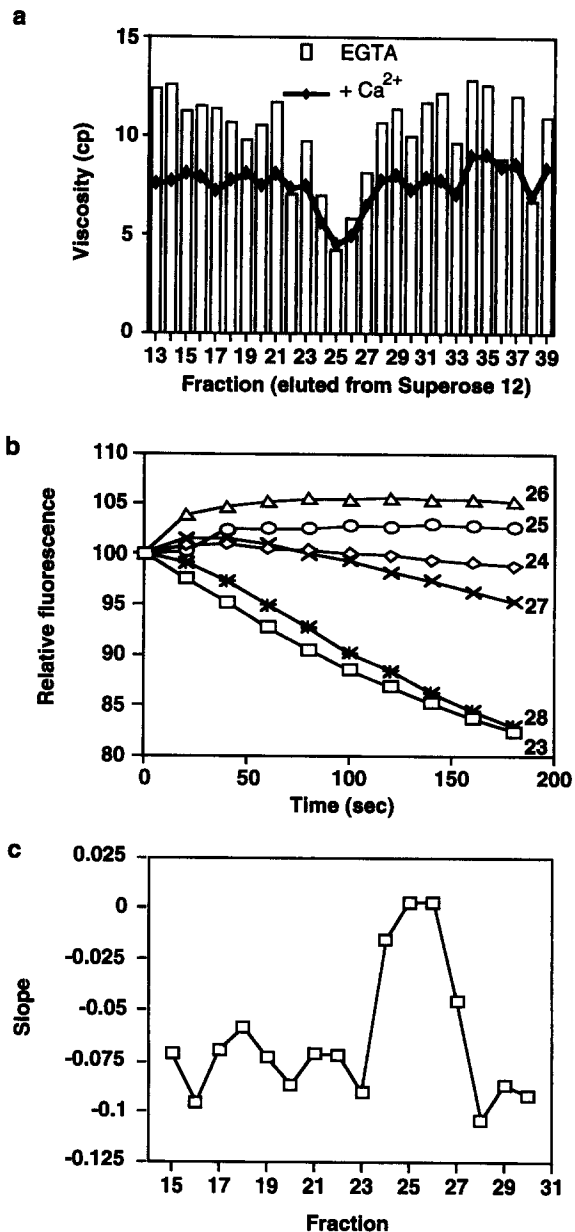 a
15
10
5
0
Viscosity (cp)
EGTA
+ Ca2+
13 15 17 19 21 23 25 27 29 31 33 35 37 39
Fraction (eluted from Superose 12)
b
110
105
100
95
90
85
80
Relative fluorescence
26
25
24
27
28
23
0 50 100 150 200
Time (sec)
c
0.025
0
-0.025
-0.05
-0.075
-0.1
-0.125
Slope
15 17 19 21 23 25 27 29 31
Fraction